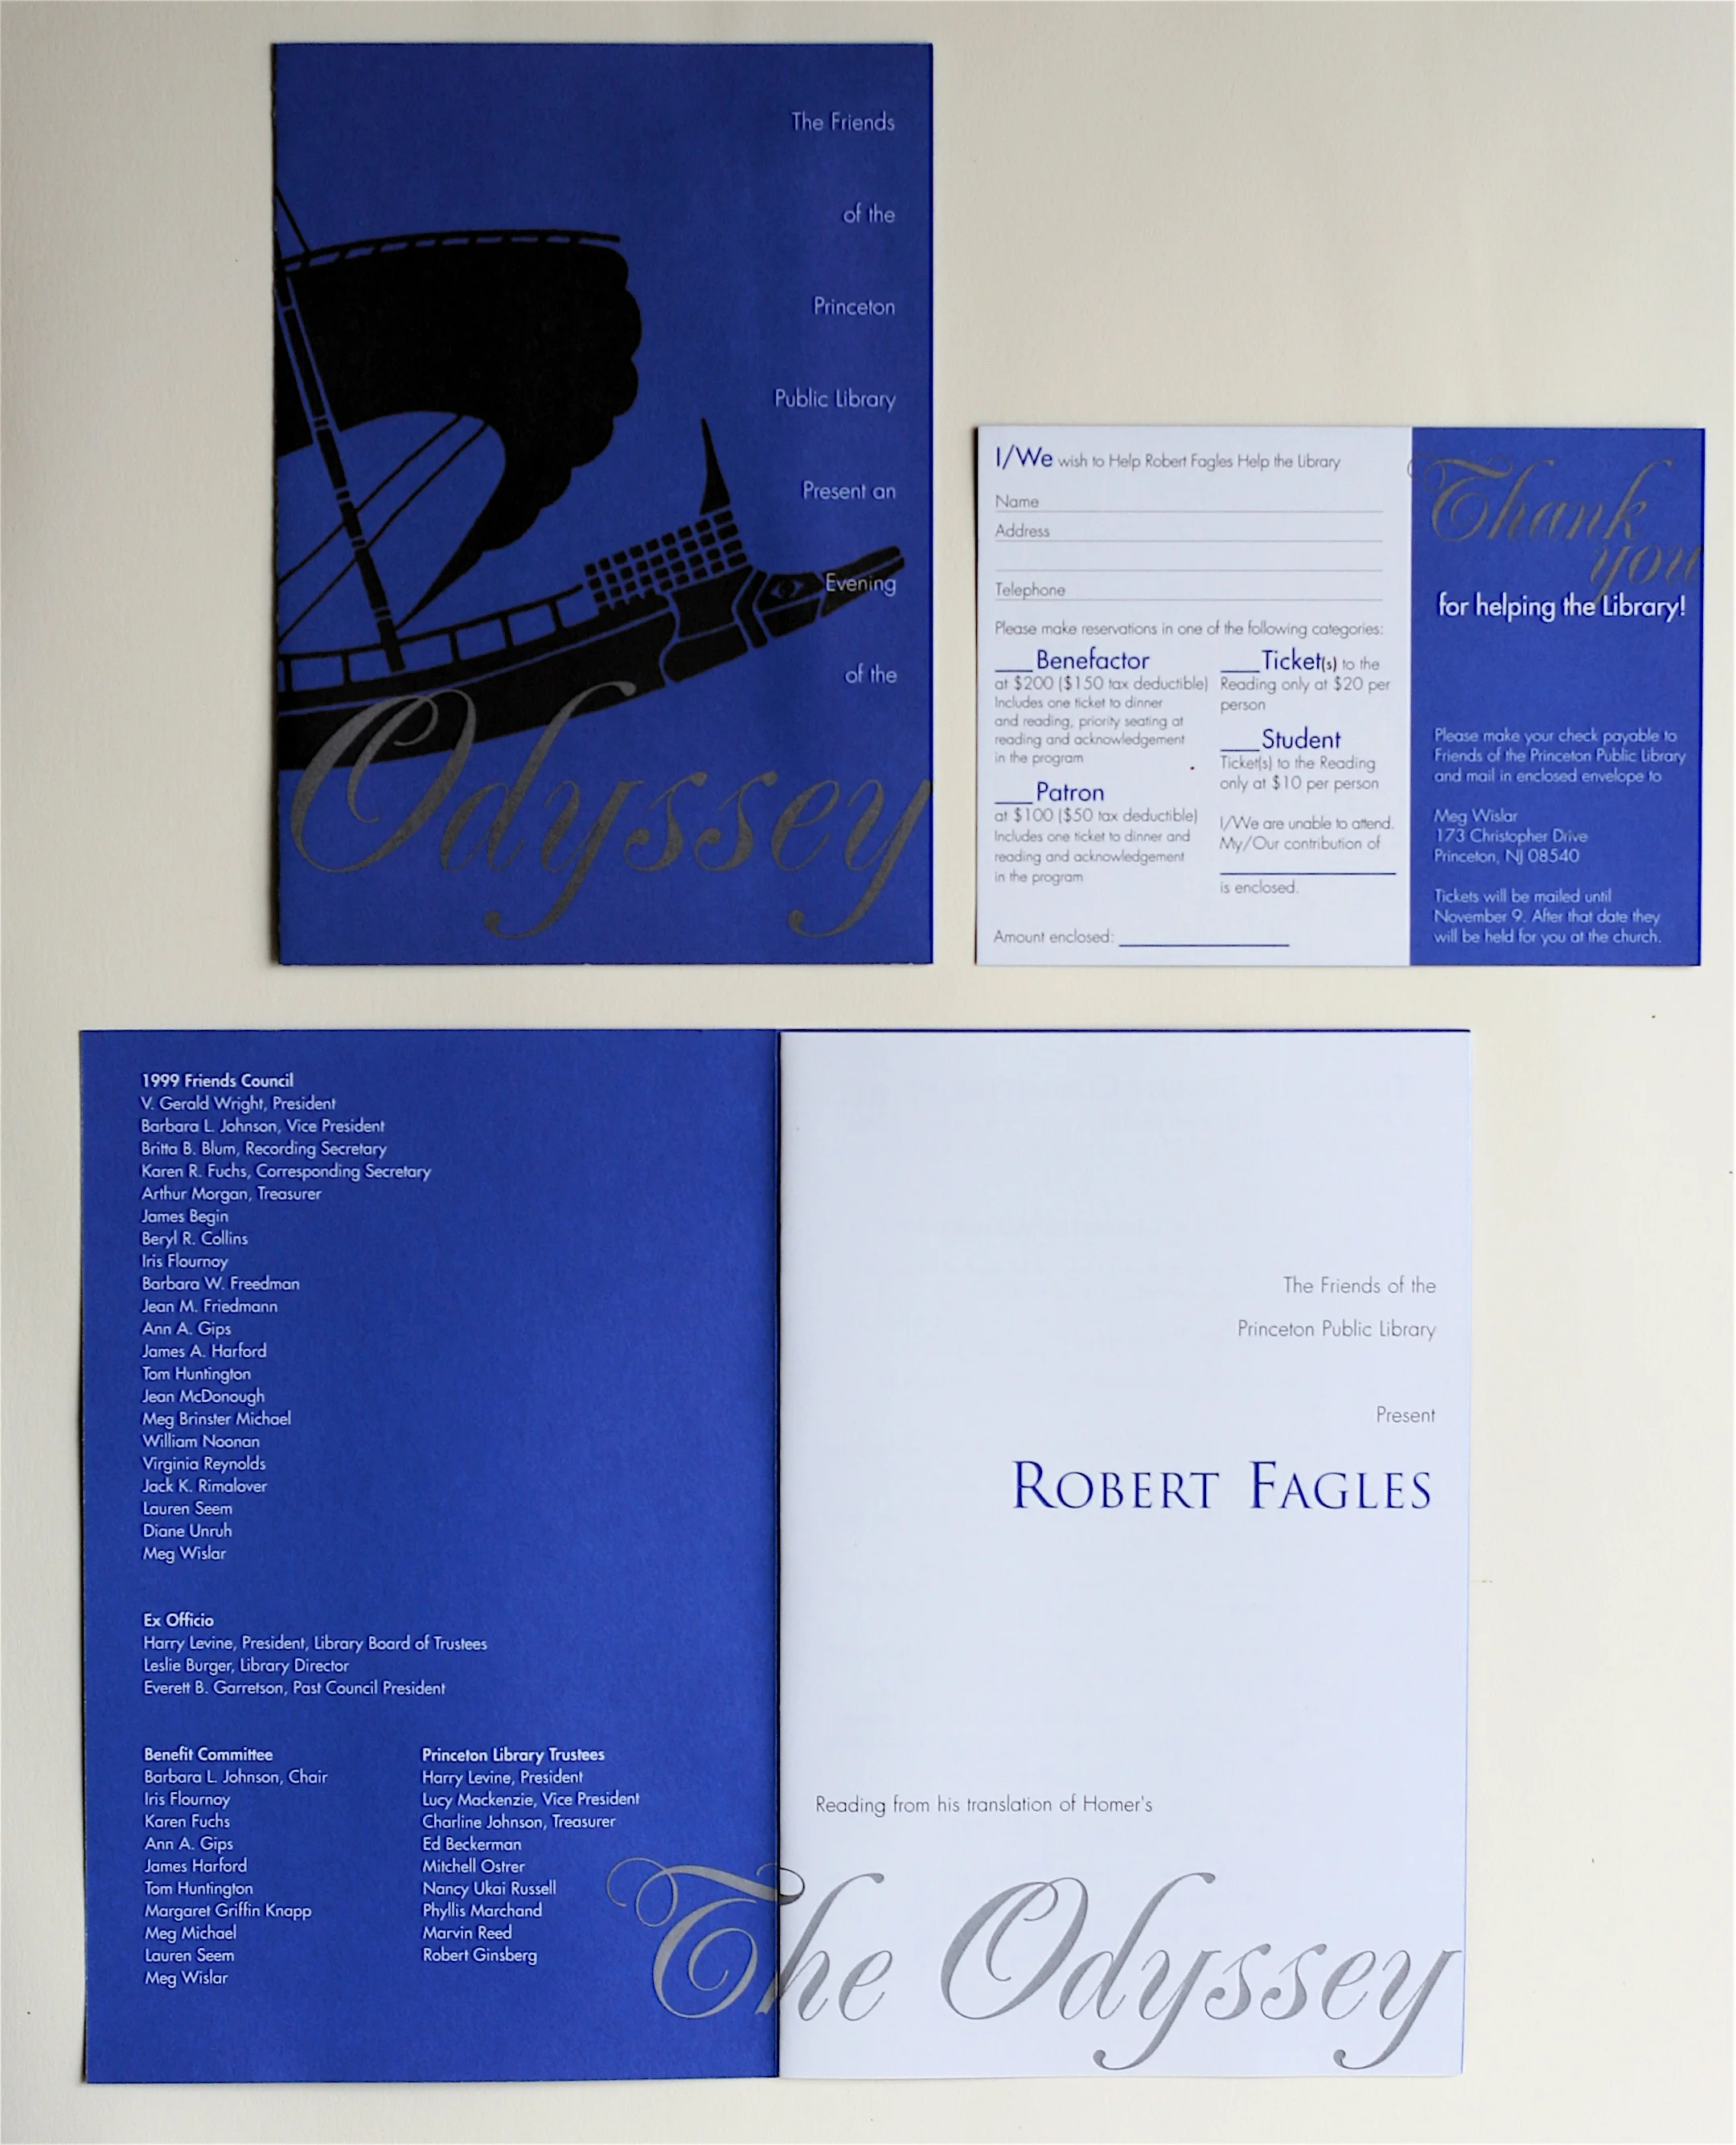 The Friends
of the
Princeton
Public Library
Present an
Evening
of the
Odyssey
I/We wish to Help Robert Fagles Help the Library
Name
Address
Telephone
Please make reservations in one of the following categories:
___Benefactor
at $200 ($150 tax deductible)
Includes one ticket to dinner
and reading, priority seating at
reading and acknowledgement
in the program
___Patron
at $100 ($50 tax deductible)
Includes one ticket to dinner and
reading and acknowledgement
in the program
___Ticket(s) to the
Reading only at $20 per
person
___Student
Ticket(s) to the Reading
only at $10 per person
I/We are unable to attend.
My/Our contribution of
is enclosed.
Amount enclosed:
Thank
you
for helping the Library!
Please make your check payable to
Friends of the Princeton Public Library
and mail in enclosed envelope to
Meg Wislar
173 Christopher Drive
Princeton, NJ 08540
Tickets will be mailed until
November 9. After that date they
will be held for you at the church.
1999 Friends Council
V. Gerald Wright, President
Barbara L. Johnson, Vice President
Britta B. Blum, Recording Secretary
Karen R. Fuchs, Corresponding Secretary
Arthur Morgan, Treasurer
James Begin
Beryl R. Collins
Iris Flournoy
Barbara W. Freedman
Jean M. Friedmann
Ann A. Gips
James A. Harford
Tom Huntington
Jean McDonough
Meg Brinster Michael
William Noonan
Virginia Reynolds
Jack K. Rimalover
Lauren Seem
Diane Unruh
Meg Wislar
Ex Officio
Harry Levine, President, Library Board of Trustees
Leslie Burger, Library Director
Everett B. Garretson, Past Council President
Benefit Committee
Barbara L. Johnson, Chair
Iris Flournoy
Karen Fuchs
Ann A. Gips
James Harford
Tom Huntington
Margaret Griffin Knapp
Meg Michael
Lauren Seem
Meg Wislar
Princeton Library Trustees
Harry Levine, President
Lucy Mackenzie, Vice President
Charline Johnson, Treasurer
Ed Beckerman
Mitchell Ostrer
Nancy Ukai Russell
Phyllis Marchand
Marvin Reed
Robert Ginsberg
The Friends of the
Princeton Public Library
Present
ROBERT FAGLES
Reading from his translation of Homer's
The Odyssey